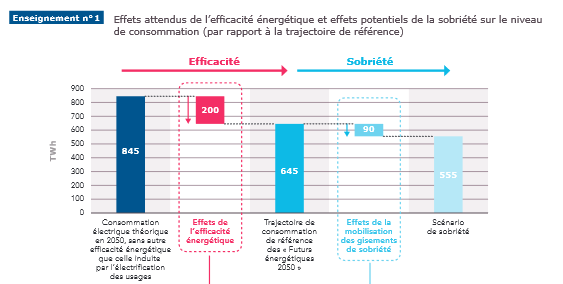 Enseignement n°1
Effets attendus de l'efficacité énergétique et effets potentiels de la sobriété sur le niveau
de consommation (par rapport à la trajectoire de référence)
Efficacité
Sobriété
TWh
900
800
700
600
500
400
300
200
100
0
845
200
645
90
555
Consommation
électrique théorique
en 2050, sans autre
efficacité énergétique
que celle induite
par l'électrification
des usages
Effets de
l'efficacité
énergétique
Trajectoire de
consommation
de référence
des « Futurs
énergétiques
2050 »
Effets de la
mobilisation
des gisements
de sobriété
Scénario
de sobriété